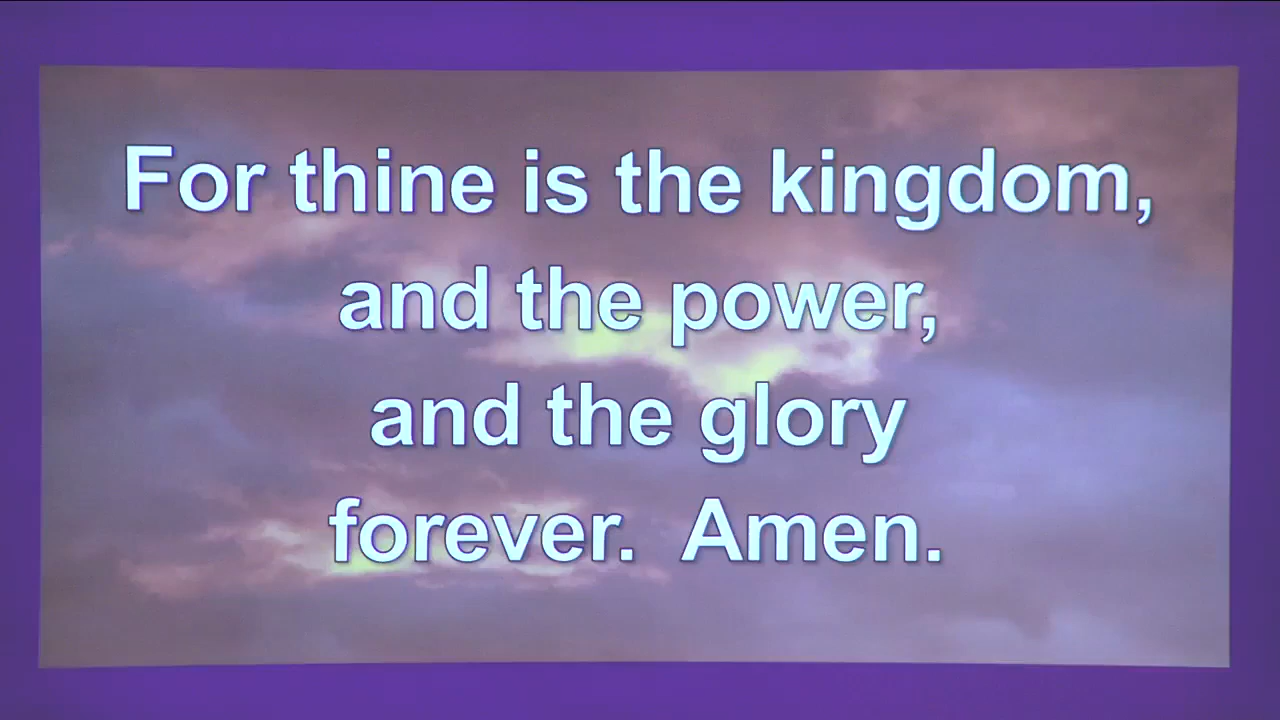 For thine is the kingdom,
and the power,
and the glory
forever.  Amen.